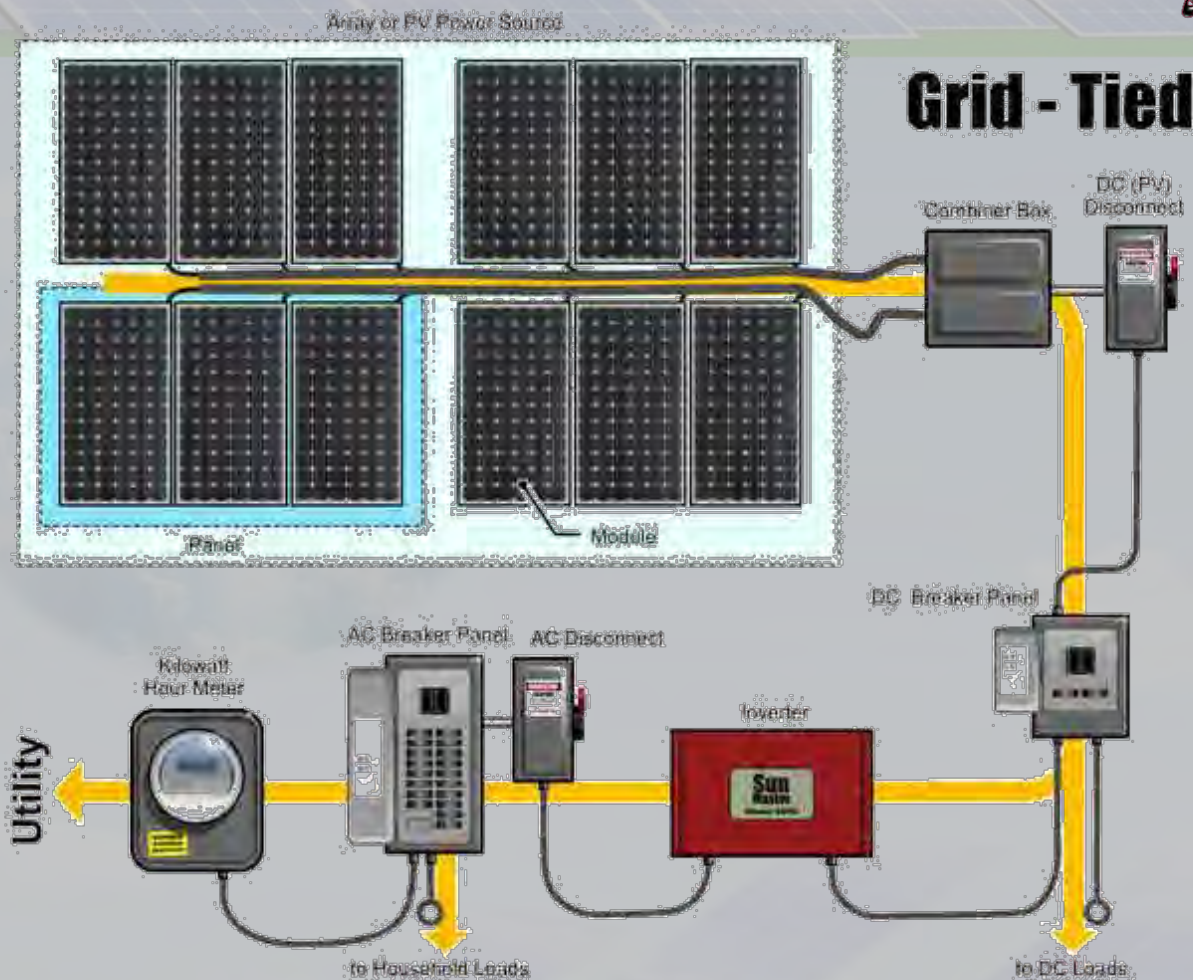 Array or PV Power Source
Grid - Tied
Combiner Box
DC (PV)
Disconnect
Panel
Module
DC Breaker Panel
AC Breaker Panel
AC Disconnect
Kilowatt
Hour Meter
Inverter
Sun
Utility
to Household Loads
to DC Loads